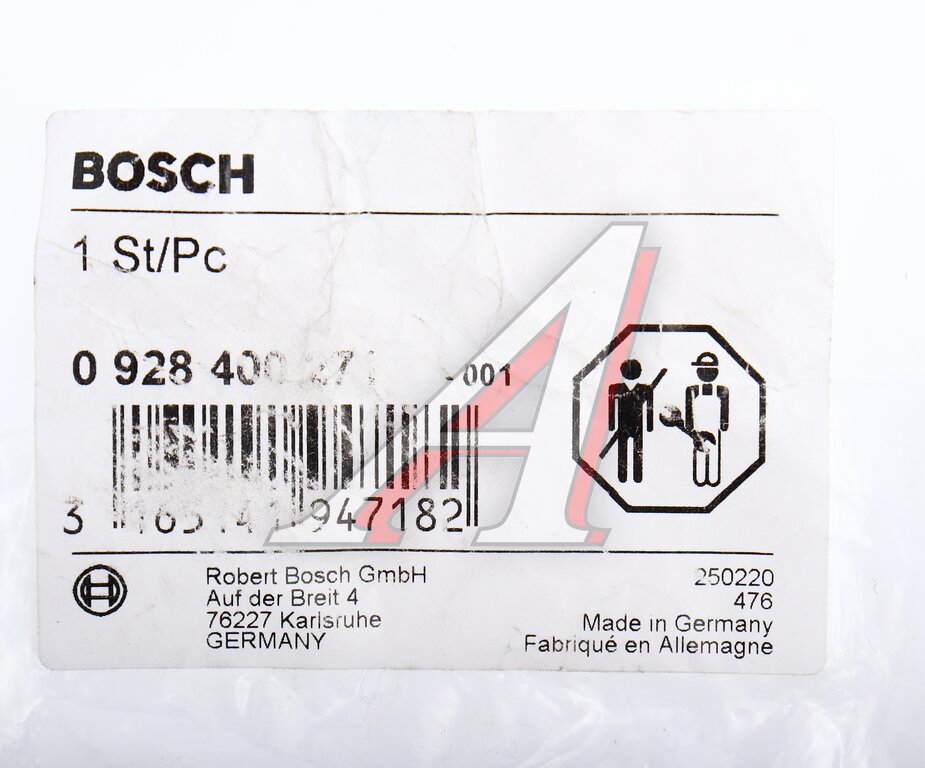 BOSCH
1 St/Pc
0 928 400 -001
3 947182
Robert Bosch GmbH
Auf der Breit 4
76227 Karlsruhe
GERMANY
250220
476
Made in Germany
Fabriqué en Allemagne